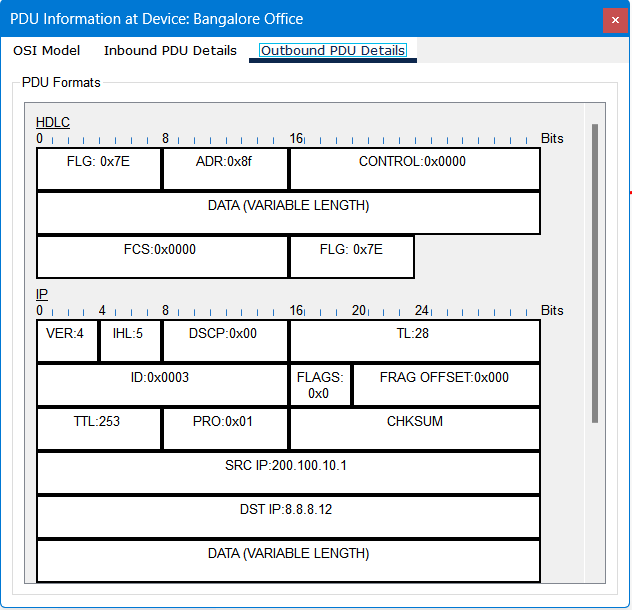 PDU Information at Device: Bangalore Office
OSI Model Inbound PDU Details Outbound PDU Details
PDU Formats
HDLC
0 8 16 Bits
FLG: 0x7E ADR:0x8f CONTROL:0x0000
DATA (VARIABLE LENGTH)
FCS:0x0000 FLG: 0x7E
IP
0 4 8 16 20 24 Bits
VER:4 IHL:5 DSCP:0x00 TL:28
ID:0x0003 FLAGS: 0x0 FRAG OFFSET:0x000
TTL:253 PRO:0x01 CHKSUM
SRC IP:200.100.10.1
DST IP:8.8.8.12
DATA (VARIABLE LENGTH)